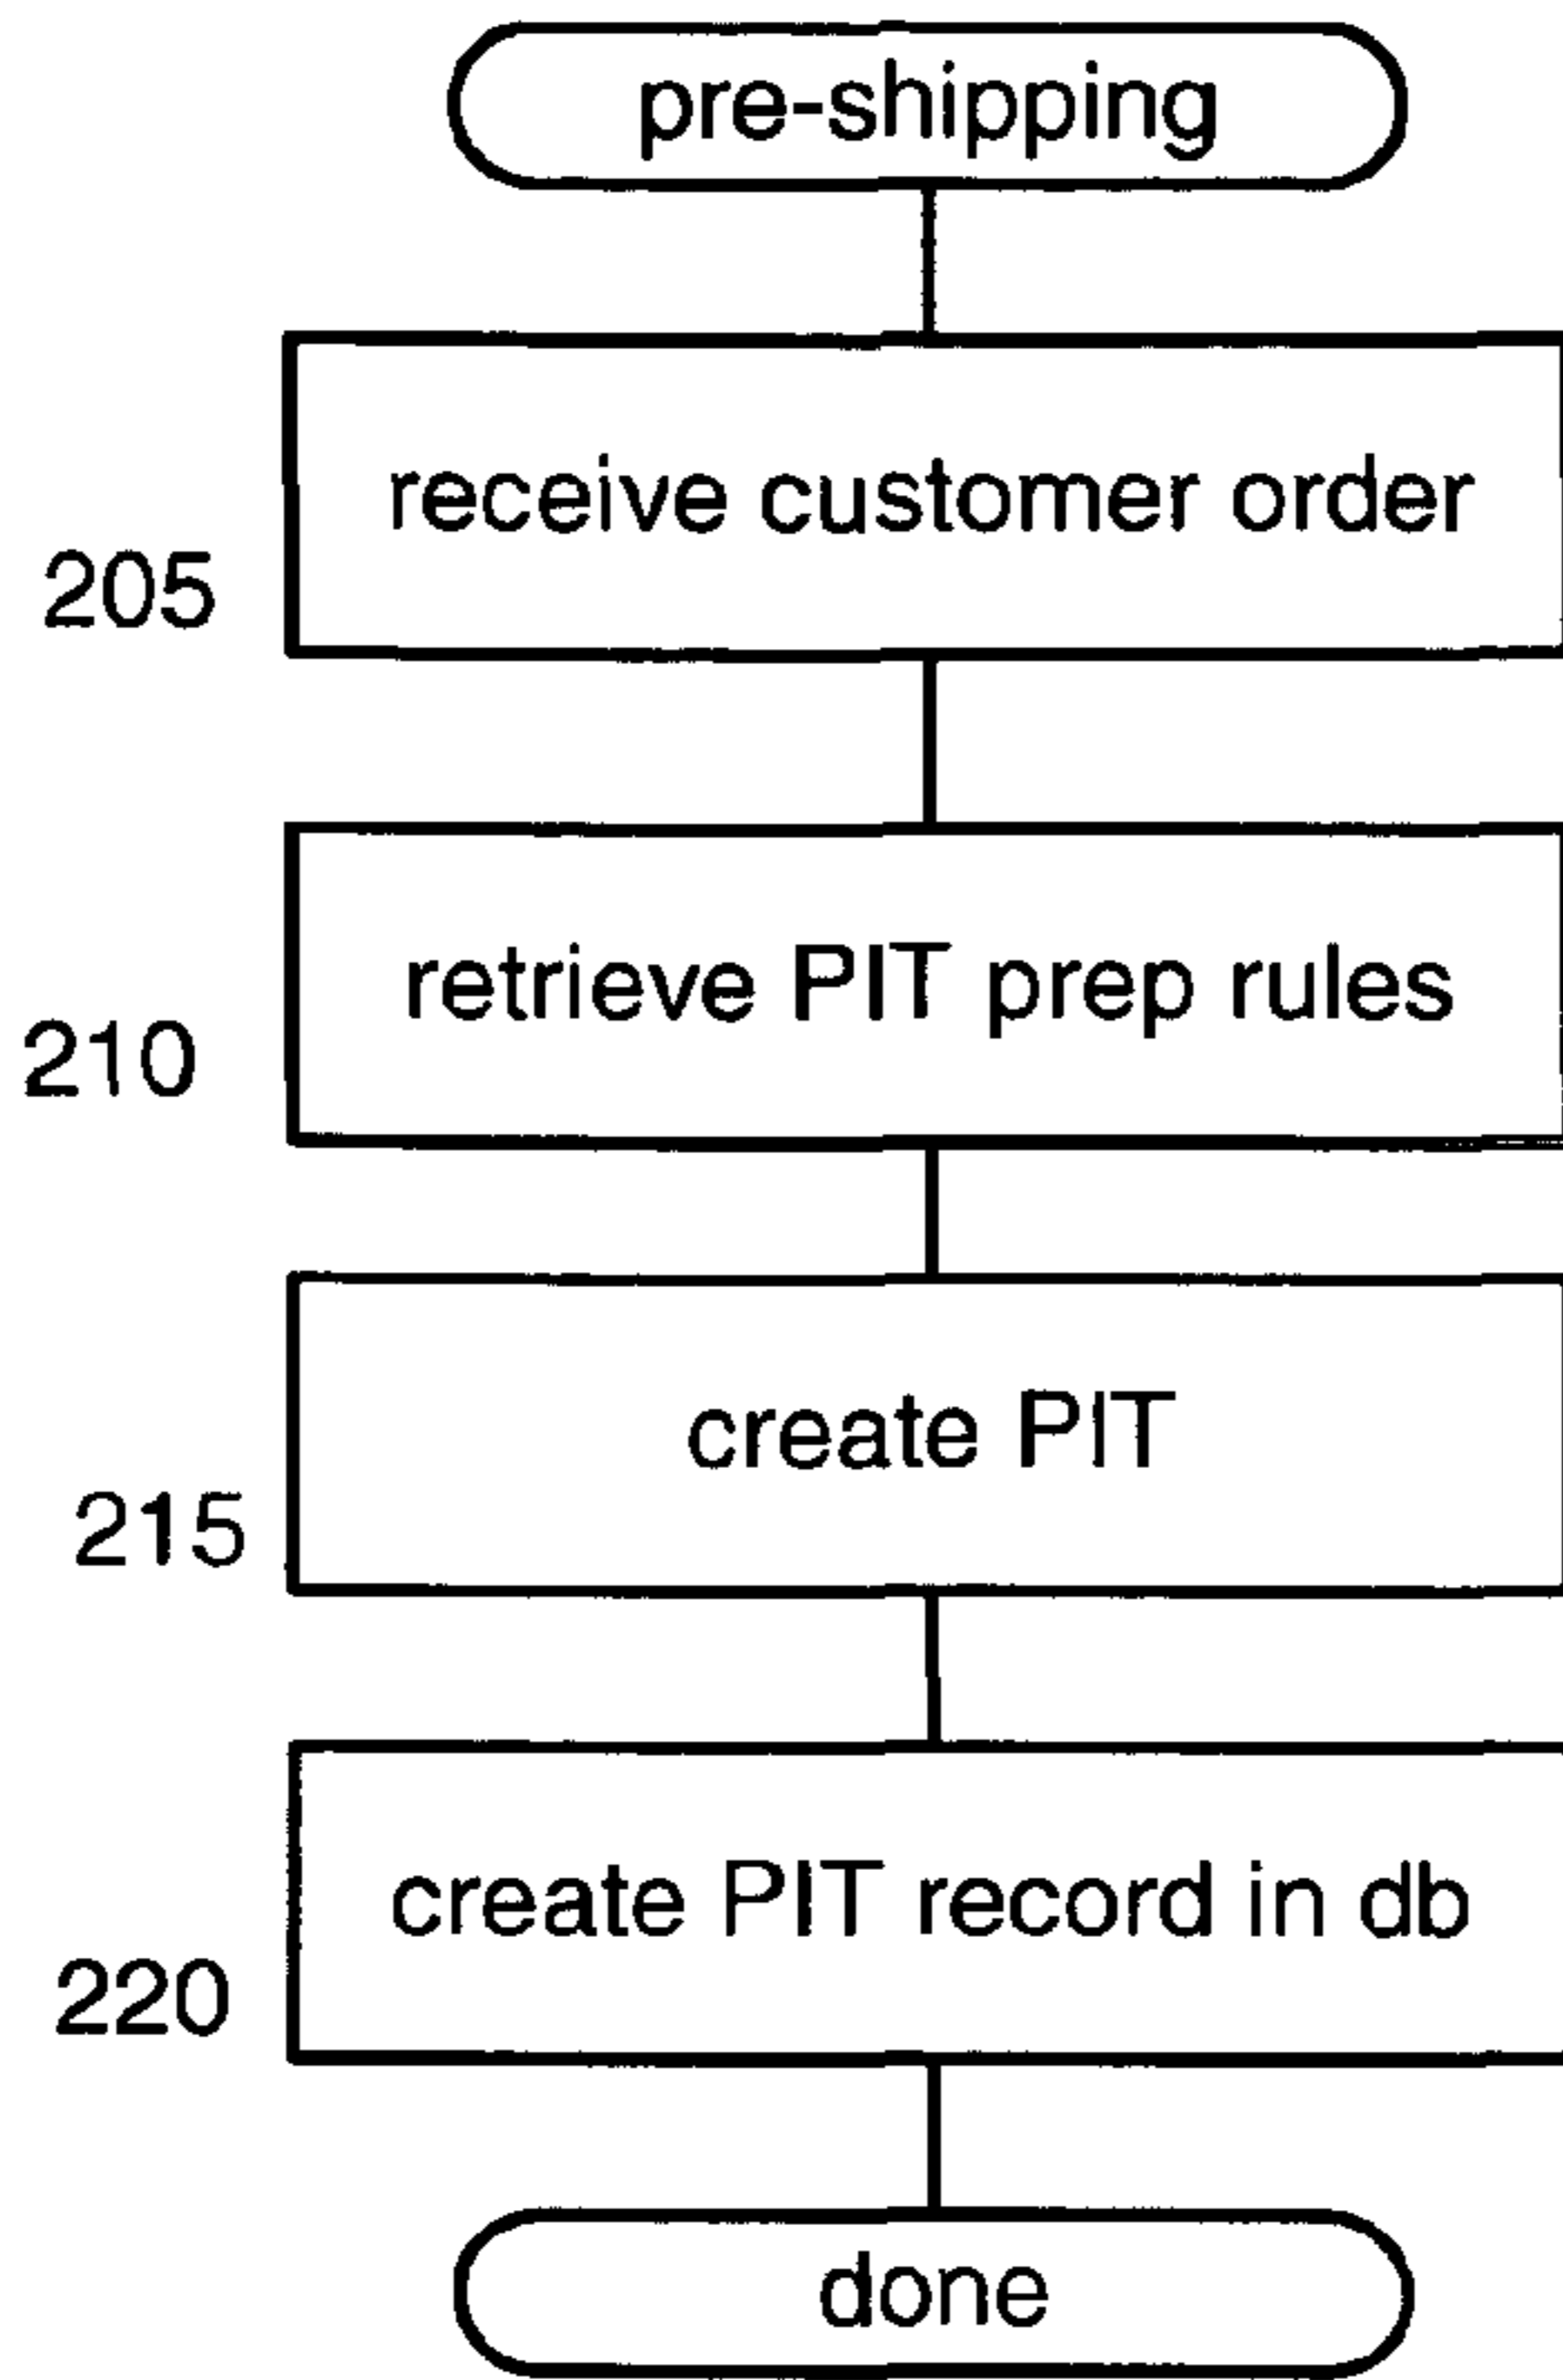 pre-shipping
receive customer order
205
retrieve PIT prep rules
210
create PIT
215
create PIT record in db
220
done